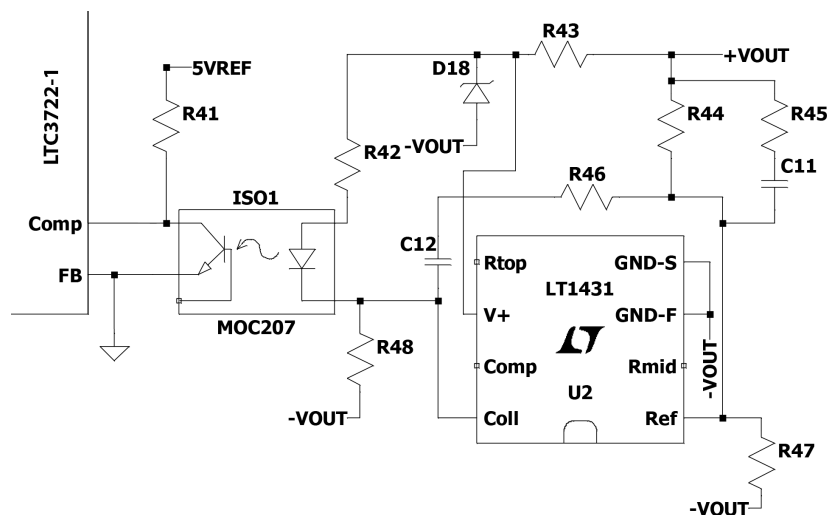 R43
5VREF
+VOUT
D18
LTC3722-1
R41
R44
R45
R42
-VOUT
C11
R46
ISO1
Comp
C12
Rtop
GND-S
FB
LT1431
MOC207
V+
GND-F
R48
-VOUT
Comp
Rmid
U2
-VOUT
Coll
Ref
R47
-VOUT